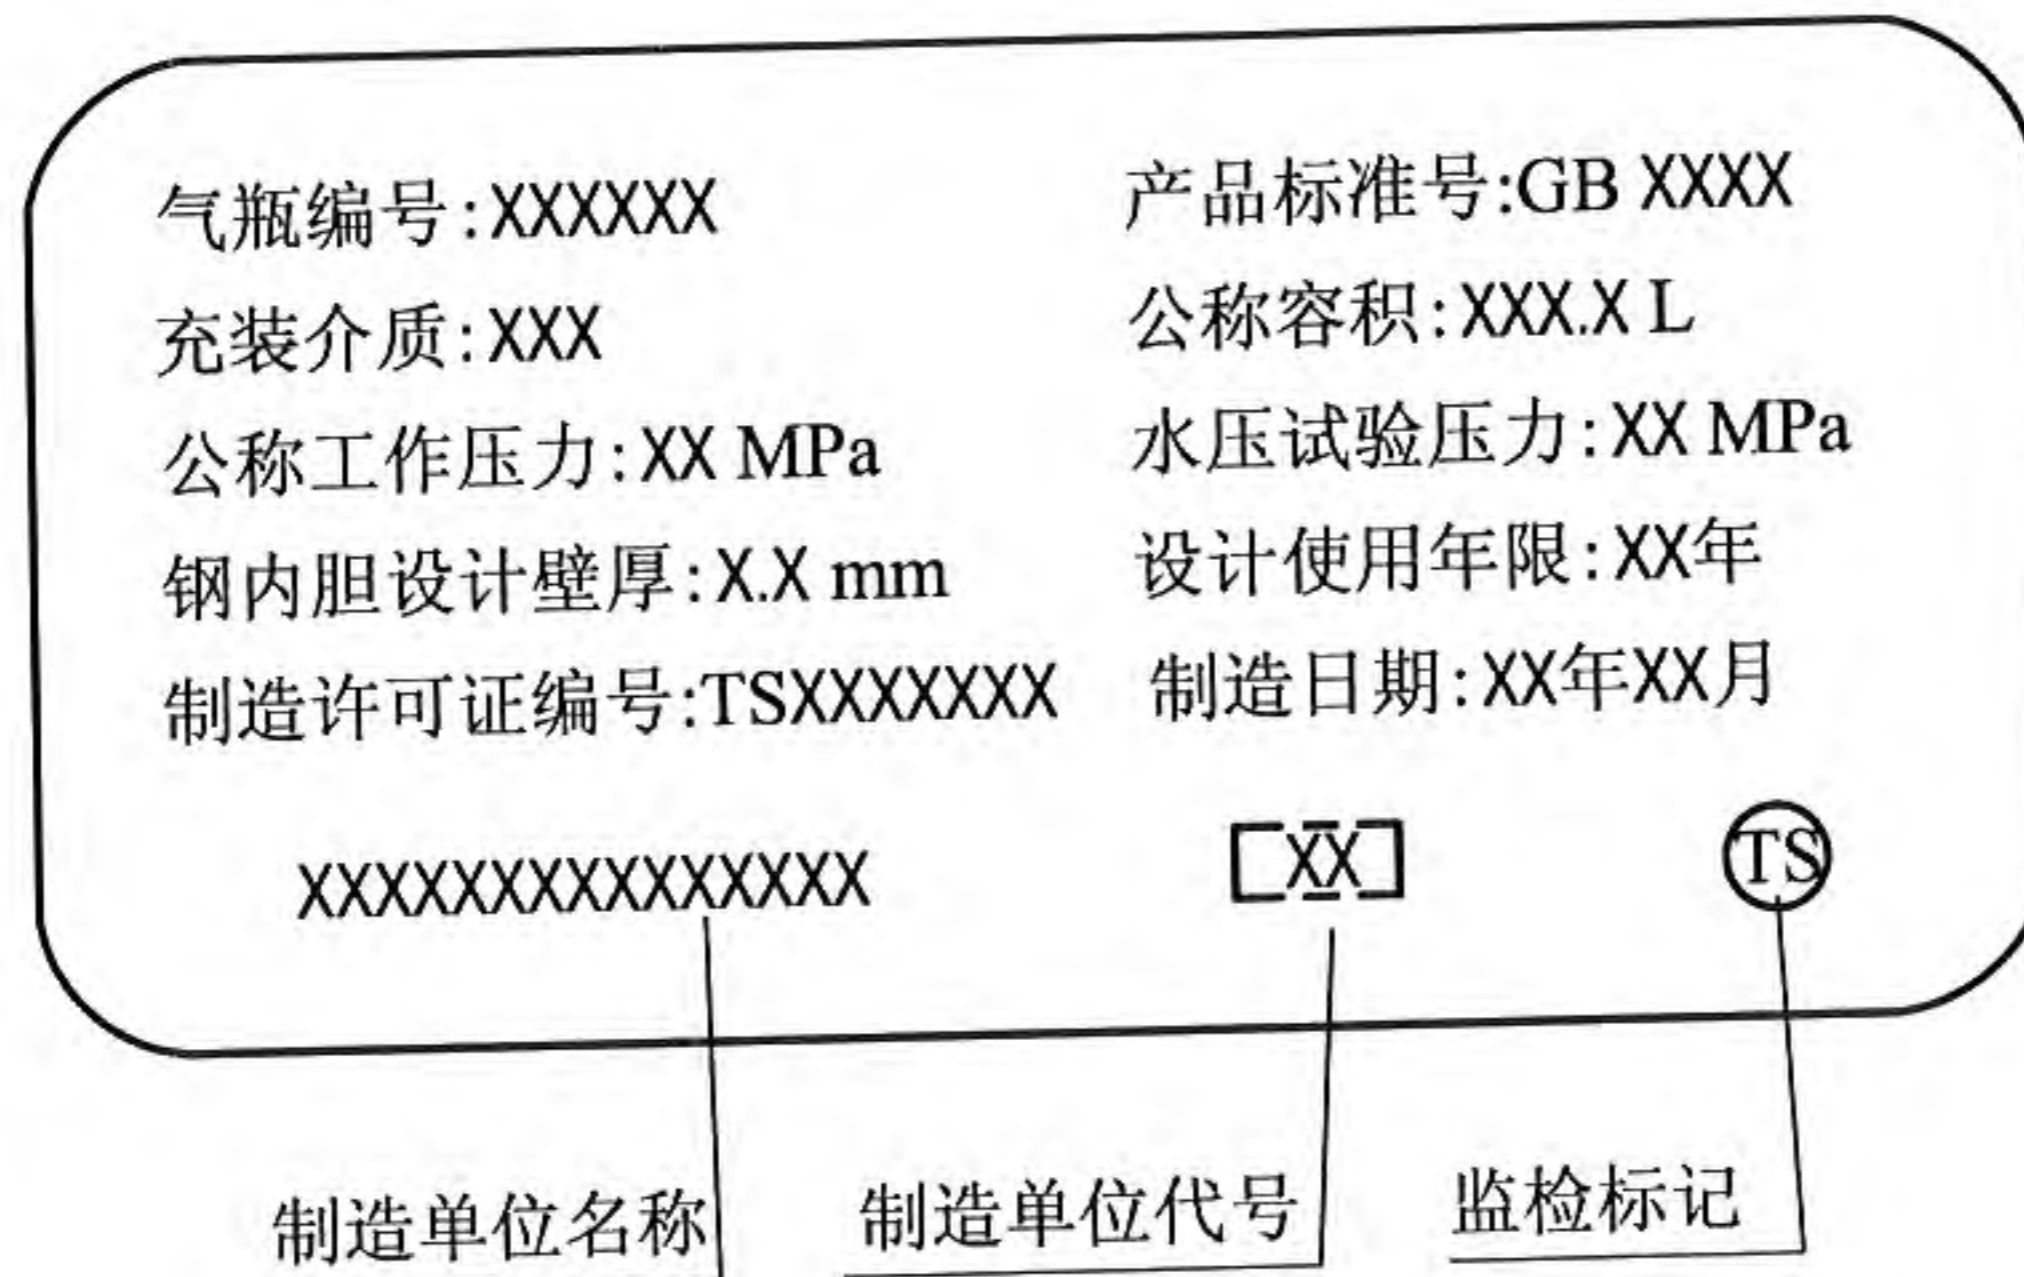 气瓶编号:XXXXXX 产品标准号:GB XXXX
充装介质:XXX 公称容积:XXX.X L
公称工作压力:XX MPa 水压试验压力:XX MPa
钢内胆设计壁厚:X.X mm 设计使用年限:XX年
制造许可证编号:TSXXXXXXX 制造日期:XX年XX月
XXXXXXXXXXXXXXX XX TS
制造单位名称 制造单位代号 监检标记